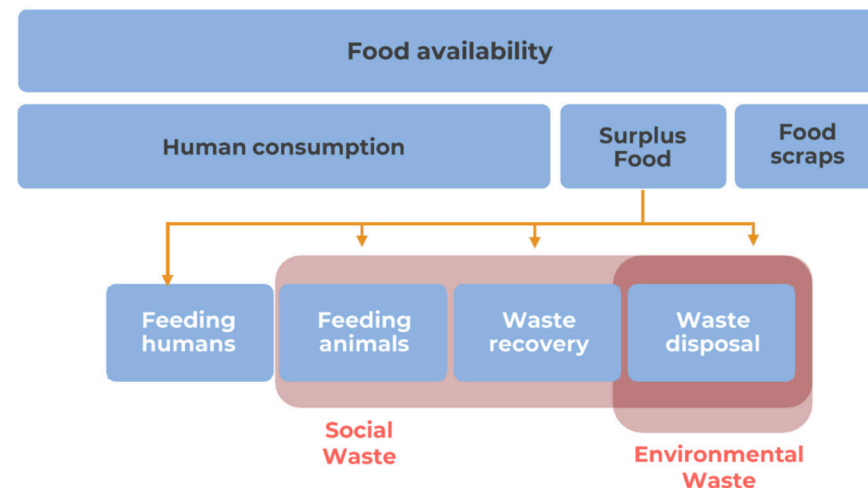 Food availability
Human consumption
Surplus
Food
Food
scraps
Feeding
humans
Feeding
animals
Waste
recovery
Waste
disposal
Social
Waste
Environmental
Waste